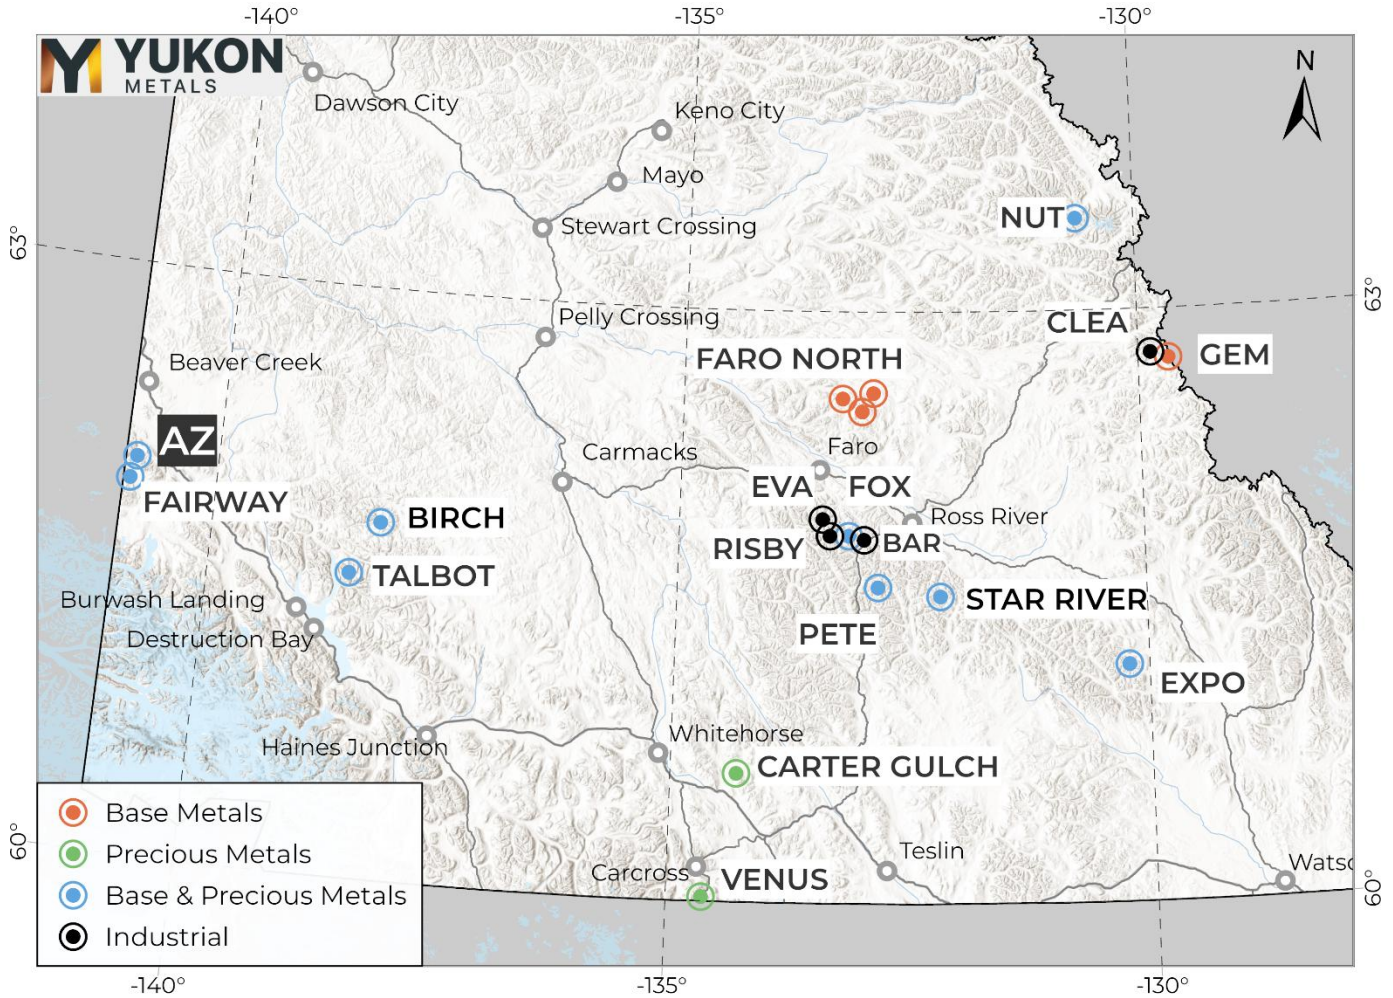 -140°
-135°
-130°
YUKON
METALS
N
Dawson City
Keno City
Mayo
Stewart Crossing
NUT
63°
63°
Pelly Crossing
CLEA
GEM
FARO NORTH
Beaver Creek
AZ
Faro
Carmacks
FAIRWAY
EVA
FOX
BIRCH
Ross River
RISBY
BAR
TALBOT
Burwash Landing
STAR RIVER
Destruction Bay
PETE
EXPO
Whitehorse
Haines Junction
CARTER GULCH
Base Metals
Precious Metals
Base & Precious Metals
Industrial
60°
Teslin
Carcross
VENUS
Watso
60°
-140°
-135°
-130°